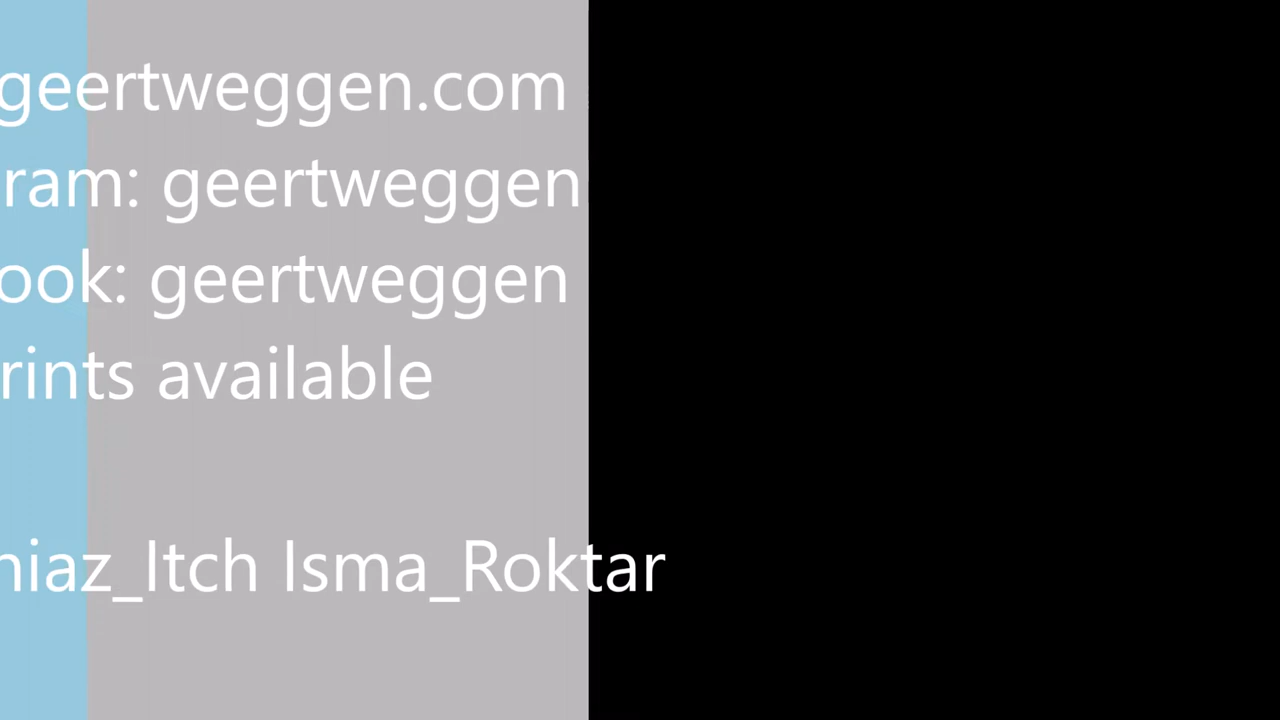 geertweggen.com
ram: geertweggen
ook: geertweggen
rints available
niaz_Itch Isma_Roktar